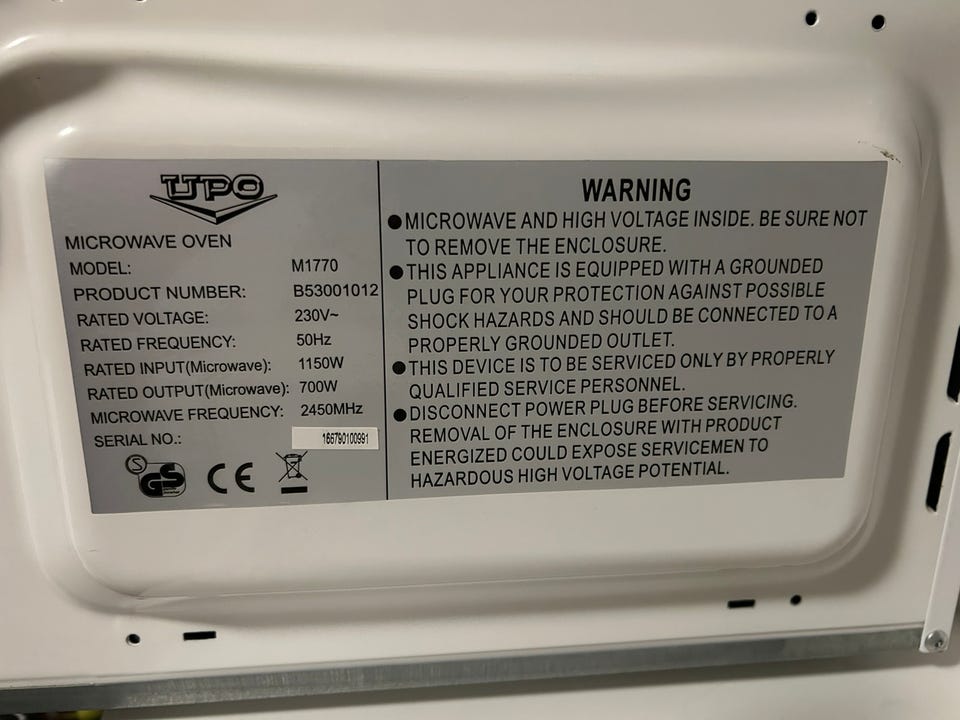 UPO
MICROWAVE OVEN
MODEL: M1770
PRODUCT NUMBER: B53001012
RATED VOLTAGE: 230V~
RATED FREQUENCY: 50Hz
RATED INPUT(Microwave): 1150W
RATED OUTPUT(Microwave): 700W
MICROWAVE FREQUENCY: 2450MHz
SERIAL NO.: 166790100991
S GS CE
WARNING
●MICROWAVE AND HIGH VOLTAGE INSIDE. BE SURE NOT
TO REMOVE THE ENCLOSURE.
●THIS APPLIANCE IS EQUIPPED WITH A GROUNDED
PLUG FOR YOUR PROTECTION AGAINST POSSIBLE
SHOCK HAZARDS AND SHOULD BE CONNECTED TO A
PROPERLY GROUNDED OUTLET.
●THIS DEVICE IS TO BE SERVICED ONLY BY PROPERLY
QUALIFIED SERVICE PERSONNEL.
●DISCONNECT POWER PLUG BEFORE SERVICING.
REMOVAL OF THE ENCLOSURE WITH PRODUCT
ENERGIZED COULD EXPOSE SERVICEMEN TO
HAZARDOUS HIGH VOLTAGE POTENTIAL.